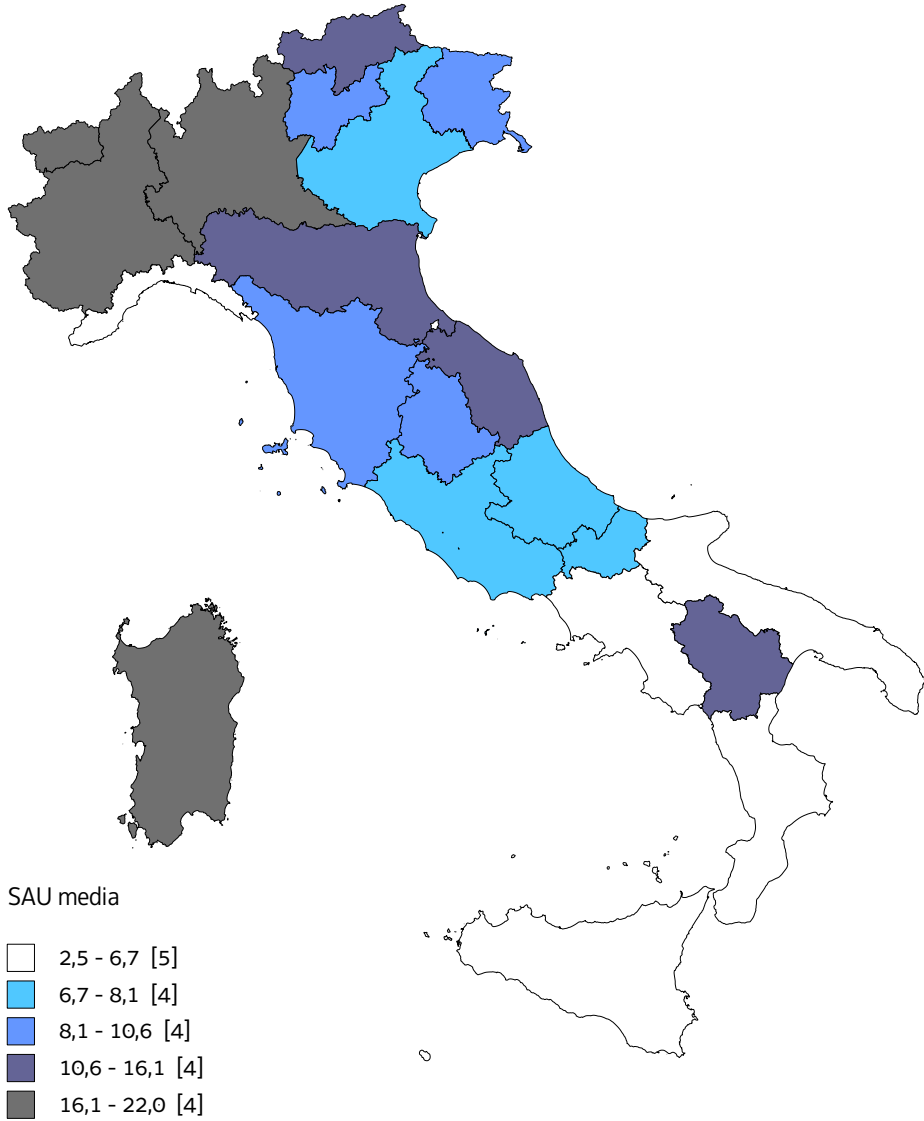 SAU media
2,5 - 6,7 [5]
6,7 - 8,1 [4]
8,1 - 10,6 [4]
10,6 - 16,1 [4]
16,1 - 22,0 [4]